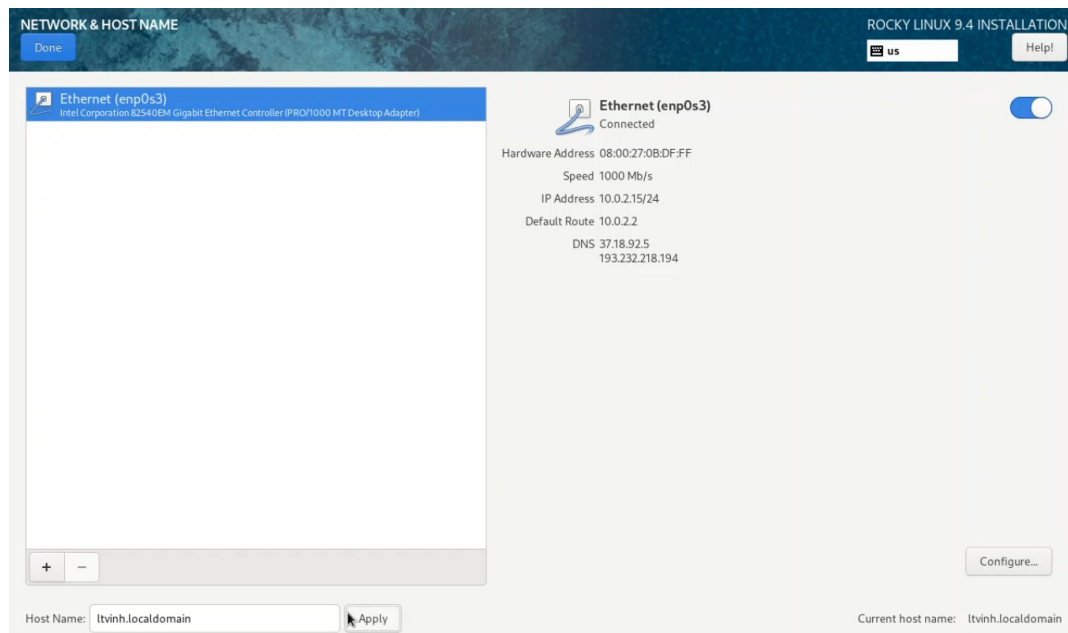 NETWORK & HOST NAME
ROCKY LINUX 9.4 INSTALLATION
Done
us
Help!
Ethernet (enp0s3)
Intel Corporation 82540EM Gigabit Ethernet Controller (PRO/1000 MT Desktop Adapter)
Ethernet (enp0s3)
Connected
Hardware Address 08:00:27:0B:DF:FF
Speed 1000 Mb/s
IP Address 10.0.2.15/24
Default Route 10.0.2.2
DNS 37.18.92.5
193.232.218.194
+ −
Configure...
Host Name: ltvinh.localdomain Apply
Current host name: ltvinh.localdomain